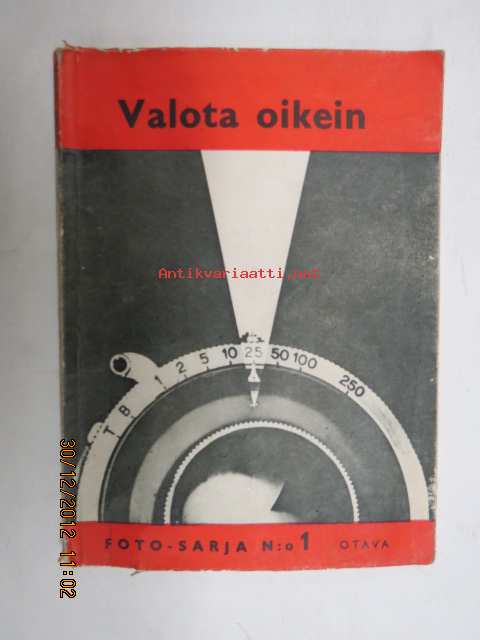 Valota oikein
Antikvariaatti.net
T B 1 2 5 10 25 50 100 250
FOTO-SARJA N:o 1 OTAVA
30/12/2012 11:02